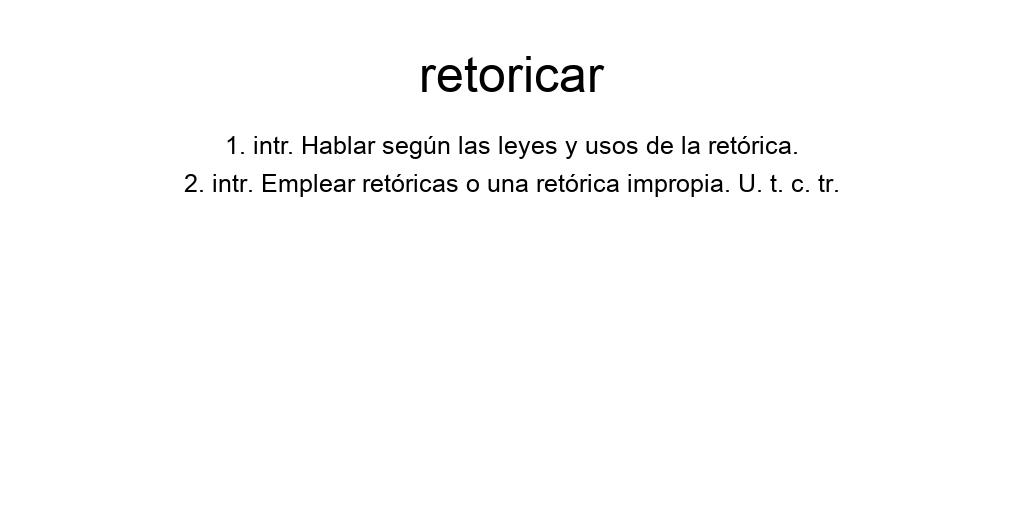 retoricar
1. intr. Hablar según las leyes y usos de la retórica.
2. intr. Emplear retóricas o una retórica impropia. U. t. c. tr.